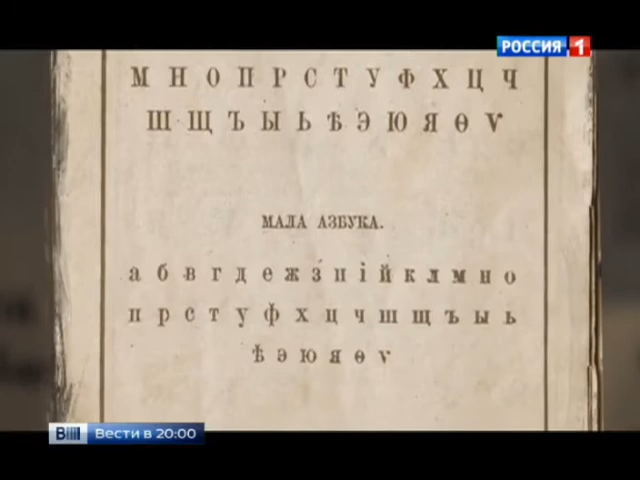 РОССИЯ 1
М Н О П Р С Т У Ф Х Ц Ч
Ш Щ Ъ Ы Ь Ѣ Э Ю Я Ѳ Ѵ
МАЛА АЗБУКА.
а б в г д е ж з и і й к л м н о
п р с т у ф х ц ч ш щ ъ ы ь
ѣ э ю я ѳ ѵ
Вести в 20:00